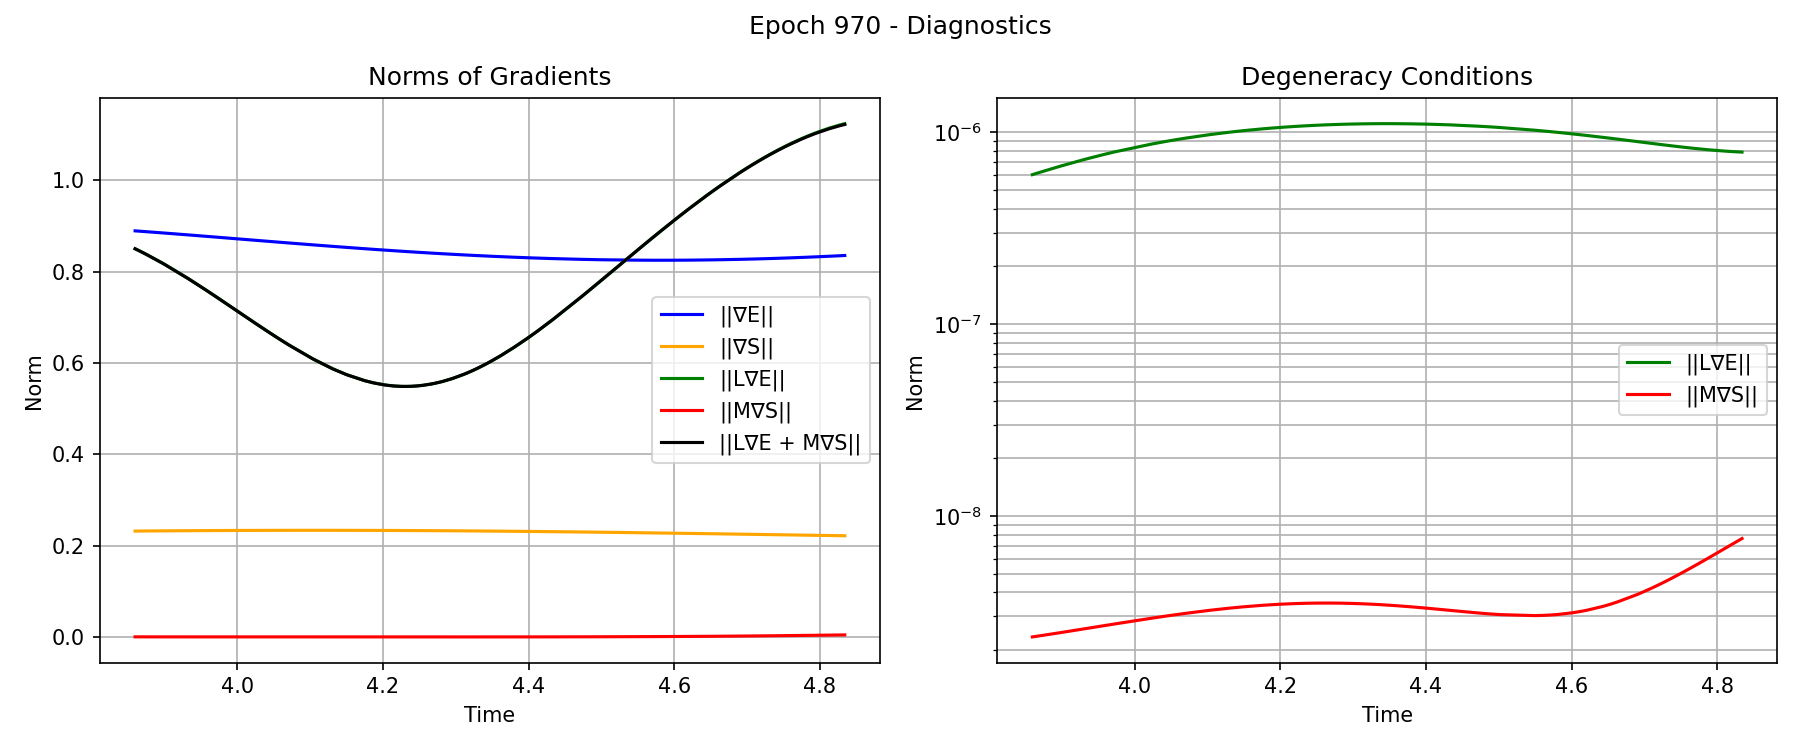 Epoch 970 - Diagnostics
Norms of Gradients
Norm
1.0
0.8
0.6
0.4
0.2
0.0
||∇E||
||∇S||
||L∇E||
||M∇S||
||L∇E + M∇S||
4.0 4.2 4.4 4.6 4.8
Time
Degeneracy Conditions
Norm
10⁻⁶
10⁻⁷
10⁻⁸
||L∇E||
||M∇S||
4.0 4.2 4.4 4.6 4.8
Time